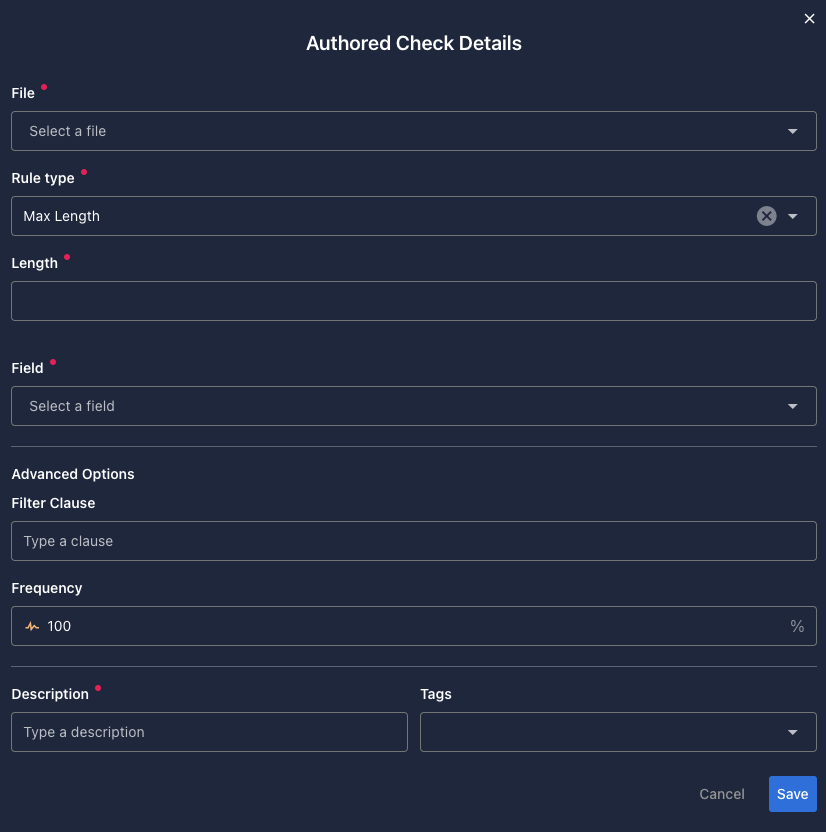 Authored Check Details
File
Select a file
Rule type
Max Length
Length
Field
Select a field
Advanced Options
Filter Clause
Type a clause
Frequency
100 %
Description Tags
Type a description
Cancel Save